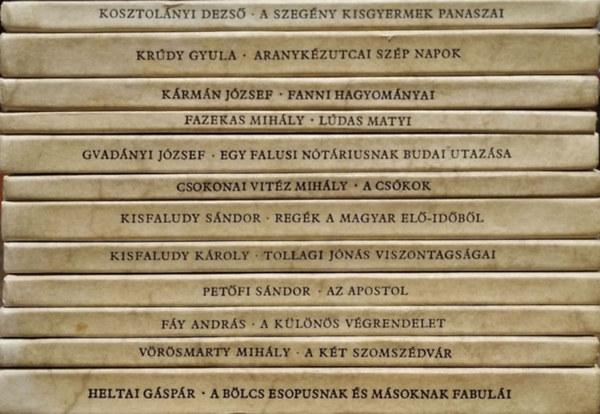 KOSZTOLÁNYI DEZSŐ · A SZEGÉNY KISGYERMEK PANASZAI
KRÚDY GYULA · ARANYKÉZUTCAI SZÉP NAPOK
KÁRMÁN JÓZSEF · FANNI HAGYOMÁNYAI
FAZEKAS MIHÁLY · LÚDAS MATYI
GVADÁNYI JÓZSEF · EGY FALUSI NÓTÁRIUSNAK BUDAI UTAZÁSA
CSOKONAI VITÉZ MIHÁLY · A CSÓKOK
KISFALUDY SÁNDOR · REGÉK A MAGYAR ELŐ-IDŐBŐL
KISFALUDY KÁROLY · TOLLAGI JÓNÁS VISZONTAGSÁGAI
PETŐFI SÁNDOR · AZ APOSTOL
FÁY ANDRÁS · A KÜLÖNÖS VÉGRENDELET
VÖRÖSMARTY MIHÁLY · A KÉT SZOMSZÉDVÁR
HELTAI GÁSPÁR · A BÖLCS ESOPUSNAK ÉS MÁSOKNAK FABULÁI